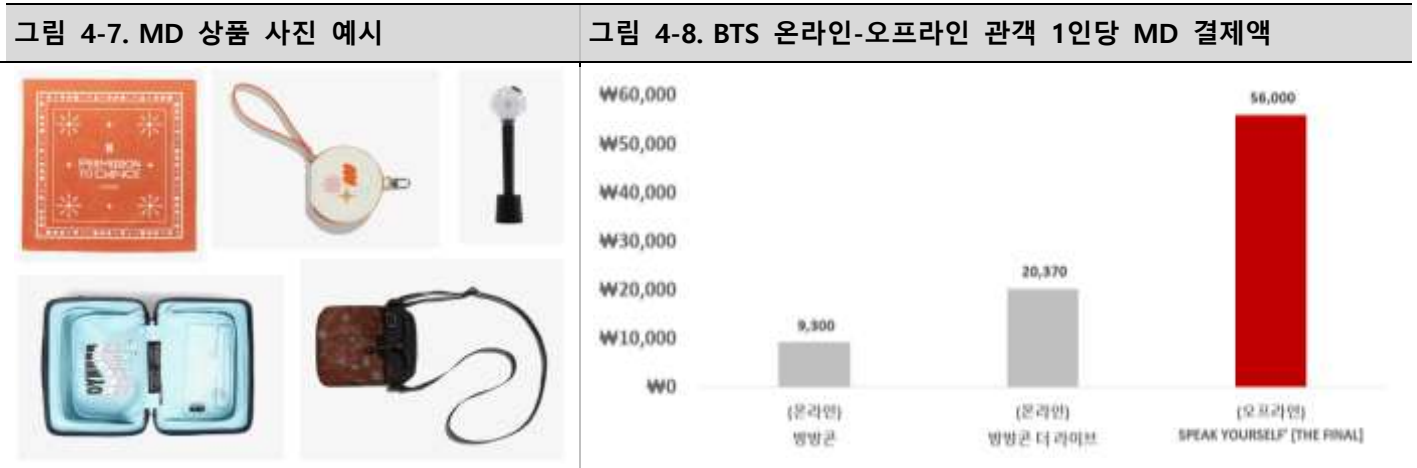 그림 4-7. MD 상품 사진 예시
그림 4-8. BTS 온라인-오프라인 관객 1인당 MD 결제액
PERMISSION
TO DANCE
₩60,000
₩50,000
₩40,000
₩30,000
₩20,000
₩10,000
₩0
9,300
20,370
56,000
(온라인)
방방콘
(온라인)
방방콘 더 라이브
(오프라인)
SPEAK YOURSELF' [THE FINAL]